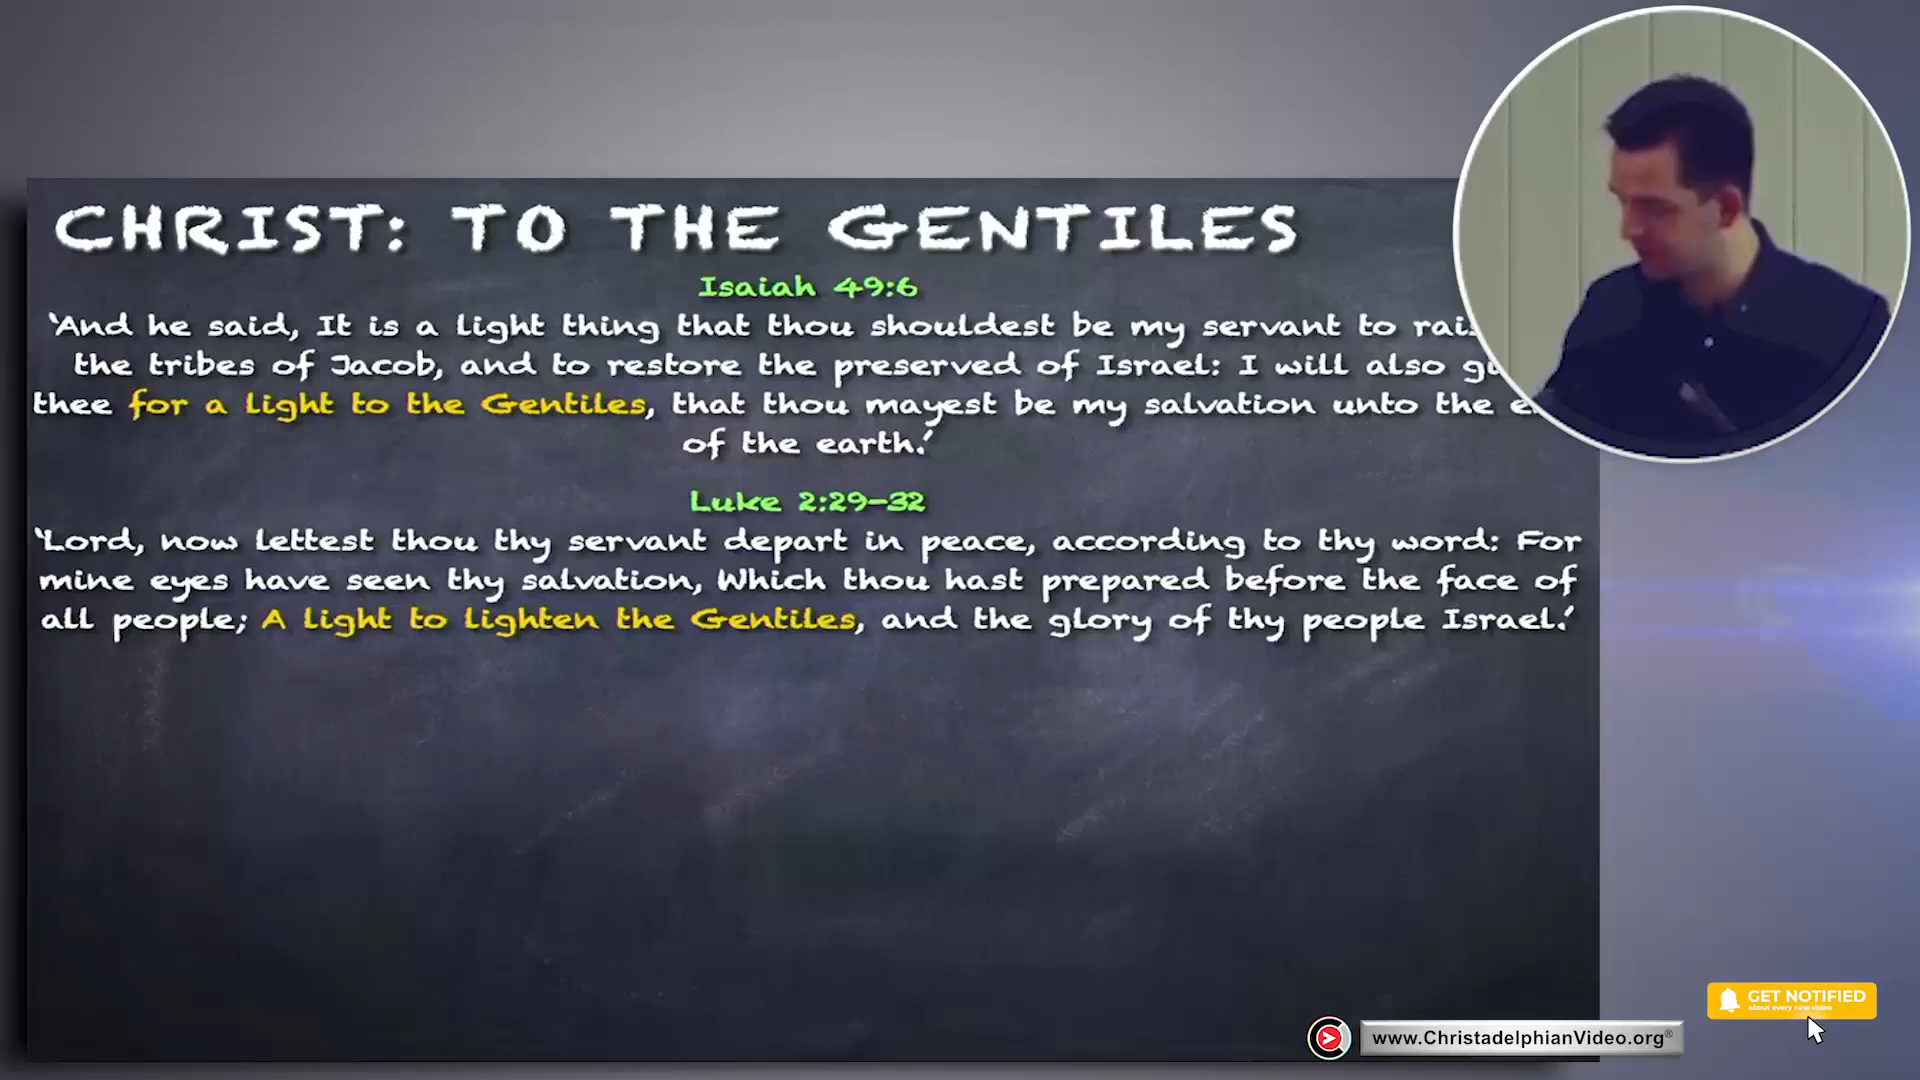 CHRIST: TO THE GENTILES
Isaiah 49:6
‘And he said, It is a light thing that thou shouldest be my servant to
the tribes of Jacob, and to restore the preserved of Israel: I will also
thee for a light to the Gentiles, that thou mayest be my salvation unto the
of the earth.’
Luke 2:29-32
‘Lord, now lettest thou thy servant depart in peace, according to thy word: For
mine eyes have seen thy salvation, Which thou hast prepared before the face of
all people; A light to lighten the Gentiles, and the glory of thy people Israel.’
GET NOTIFIED
about every new video
www.ChristadelphianVideo.org®